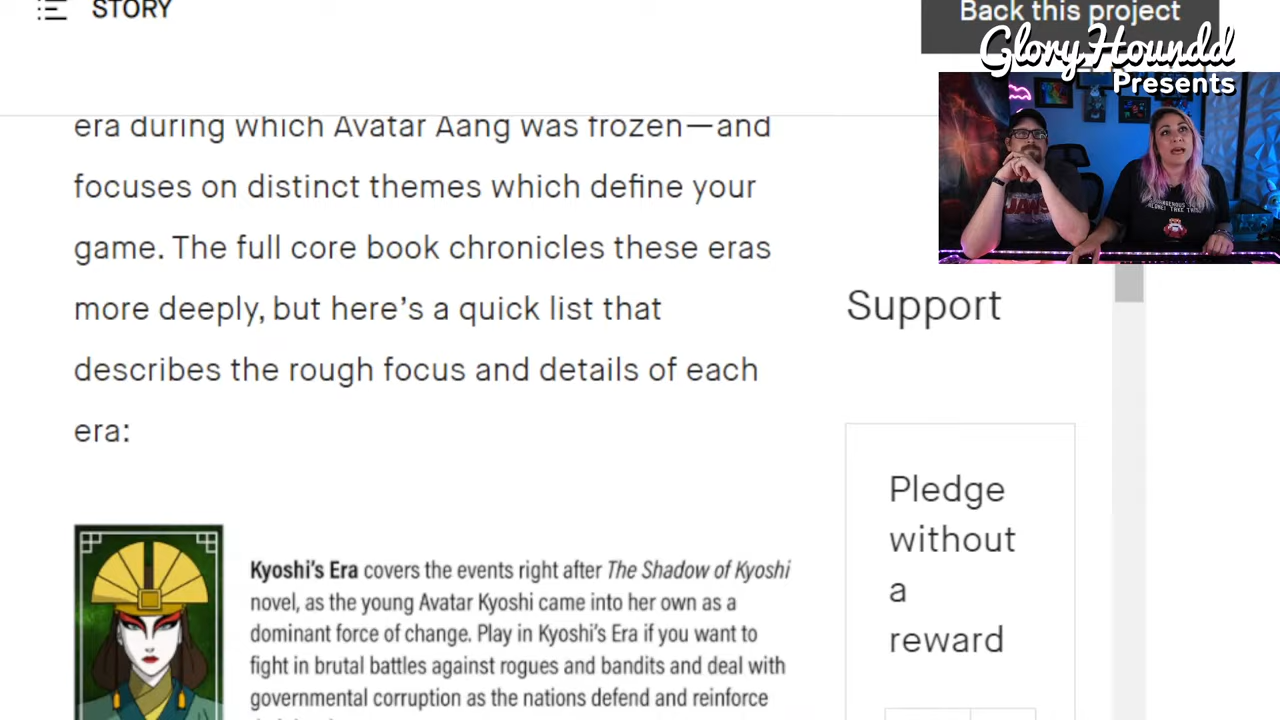 STORY
Back this project
GloryHoundd
Presents
era during which Avatar Aang was frozen—and
focuses on distinct themes which define your
game. The full core book chronicles these eras
more deeply, but here's a quick list that
describes the rough focus and details of each
era:
Support
Pledge
without
a
reward
Kyoshi's Era covers the events right after The Shadow of Kyoshi
novel, as the young Avatar Kyoshi came into her own as a
dominant force of change. Play in Kyoshi's Era if you want to
fight in brutal battles against rogues and bandits and deal with
governmental corruption as the nations defend and reinforce